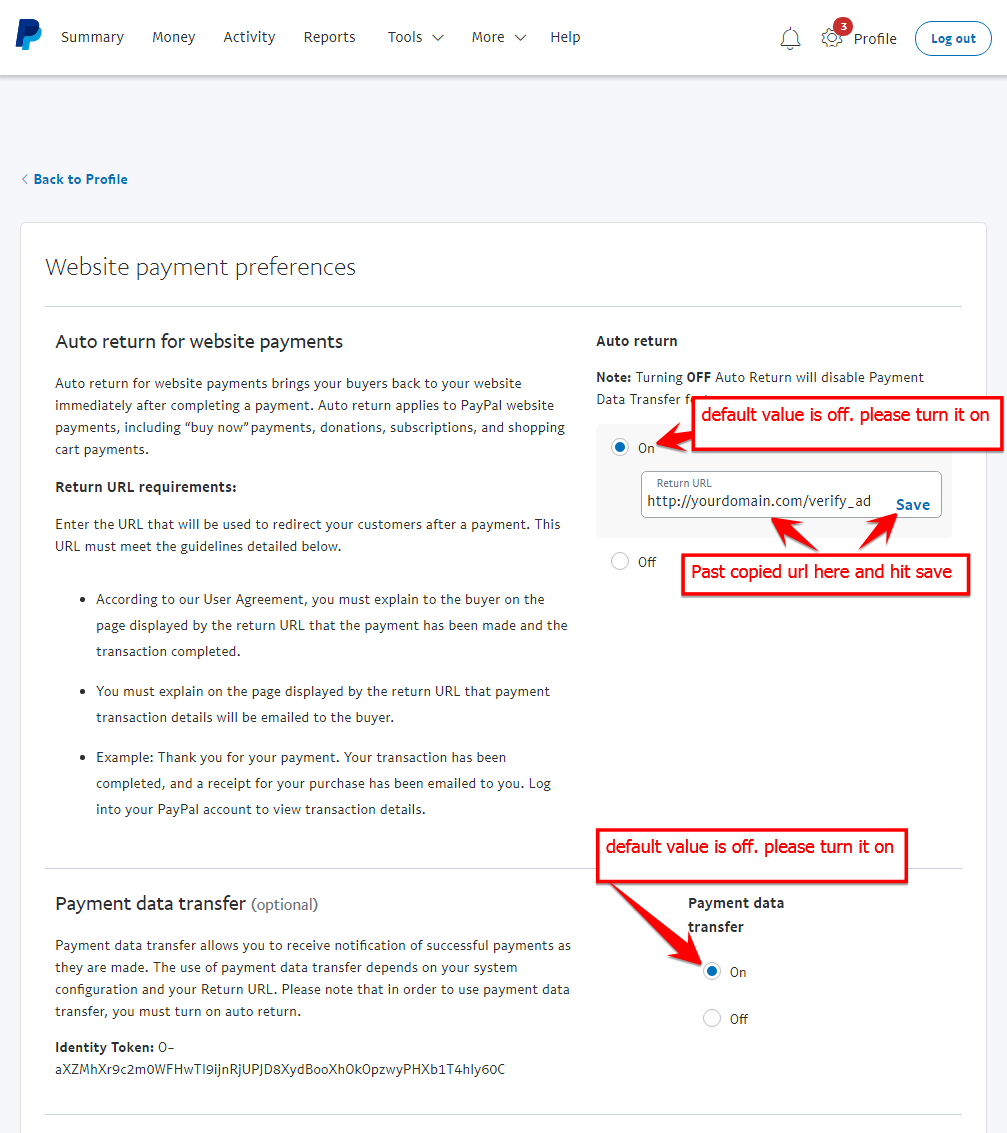 Summary Money Activity Reports Tools More Help 3 Profile Log out
Back to Profile
Website payment preferences
Auto return for website payments
Auto return for website payments brings your buyers back to your website
immediately after completing a payment. Auto return applies to PayPal website
payments, including “buy now” payments, donations, subscriptions, and shopping
cart payments.
Return URL requirements:
Enter the URL that will be used to redirect your customers after a payment. This
URL must meet the guidelines detailed below.
• According to our User Agreement, you must explain to the buyer on the
page displayed by the return URL that the payment has been made and the
transaction completed.
• You must explain on the page displayed by the return URL that payment
transaction details will be emailed to the buyer.
• Example: Thank you for your payment. Your transaction has been
completed, and a receipt for your purchase has been emailed to you. Log
into your PayPal account to view transaction details.
Auto return
Note: Turning OFF Auto Return will disable Payment
Data Transfer
default value is off. please turn it on
On
Return URL
http://yourdomain.com/verify_ad Save
Off
Past copied url here and hit save
default value is off. please turn it on
Payment data transfer (optional)
Payment data transfer allows you to receive notification of successful payments as
they are made. The use of payment data transfer depends on your system
configuration and your Return URL. Please note that in order to use payment data
transfer, you must turn on auto return.
Identity Token: O-
aXZMhXr9c2m0WFHwTI9ijnRjUPJD8XydBooXhOkOpzwyPHXb1T4hIy60C
Payment data
transfer
On
Off